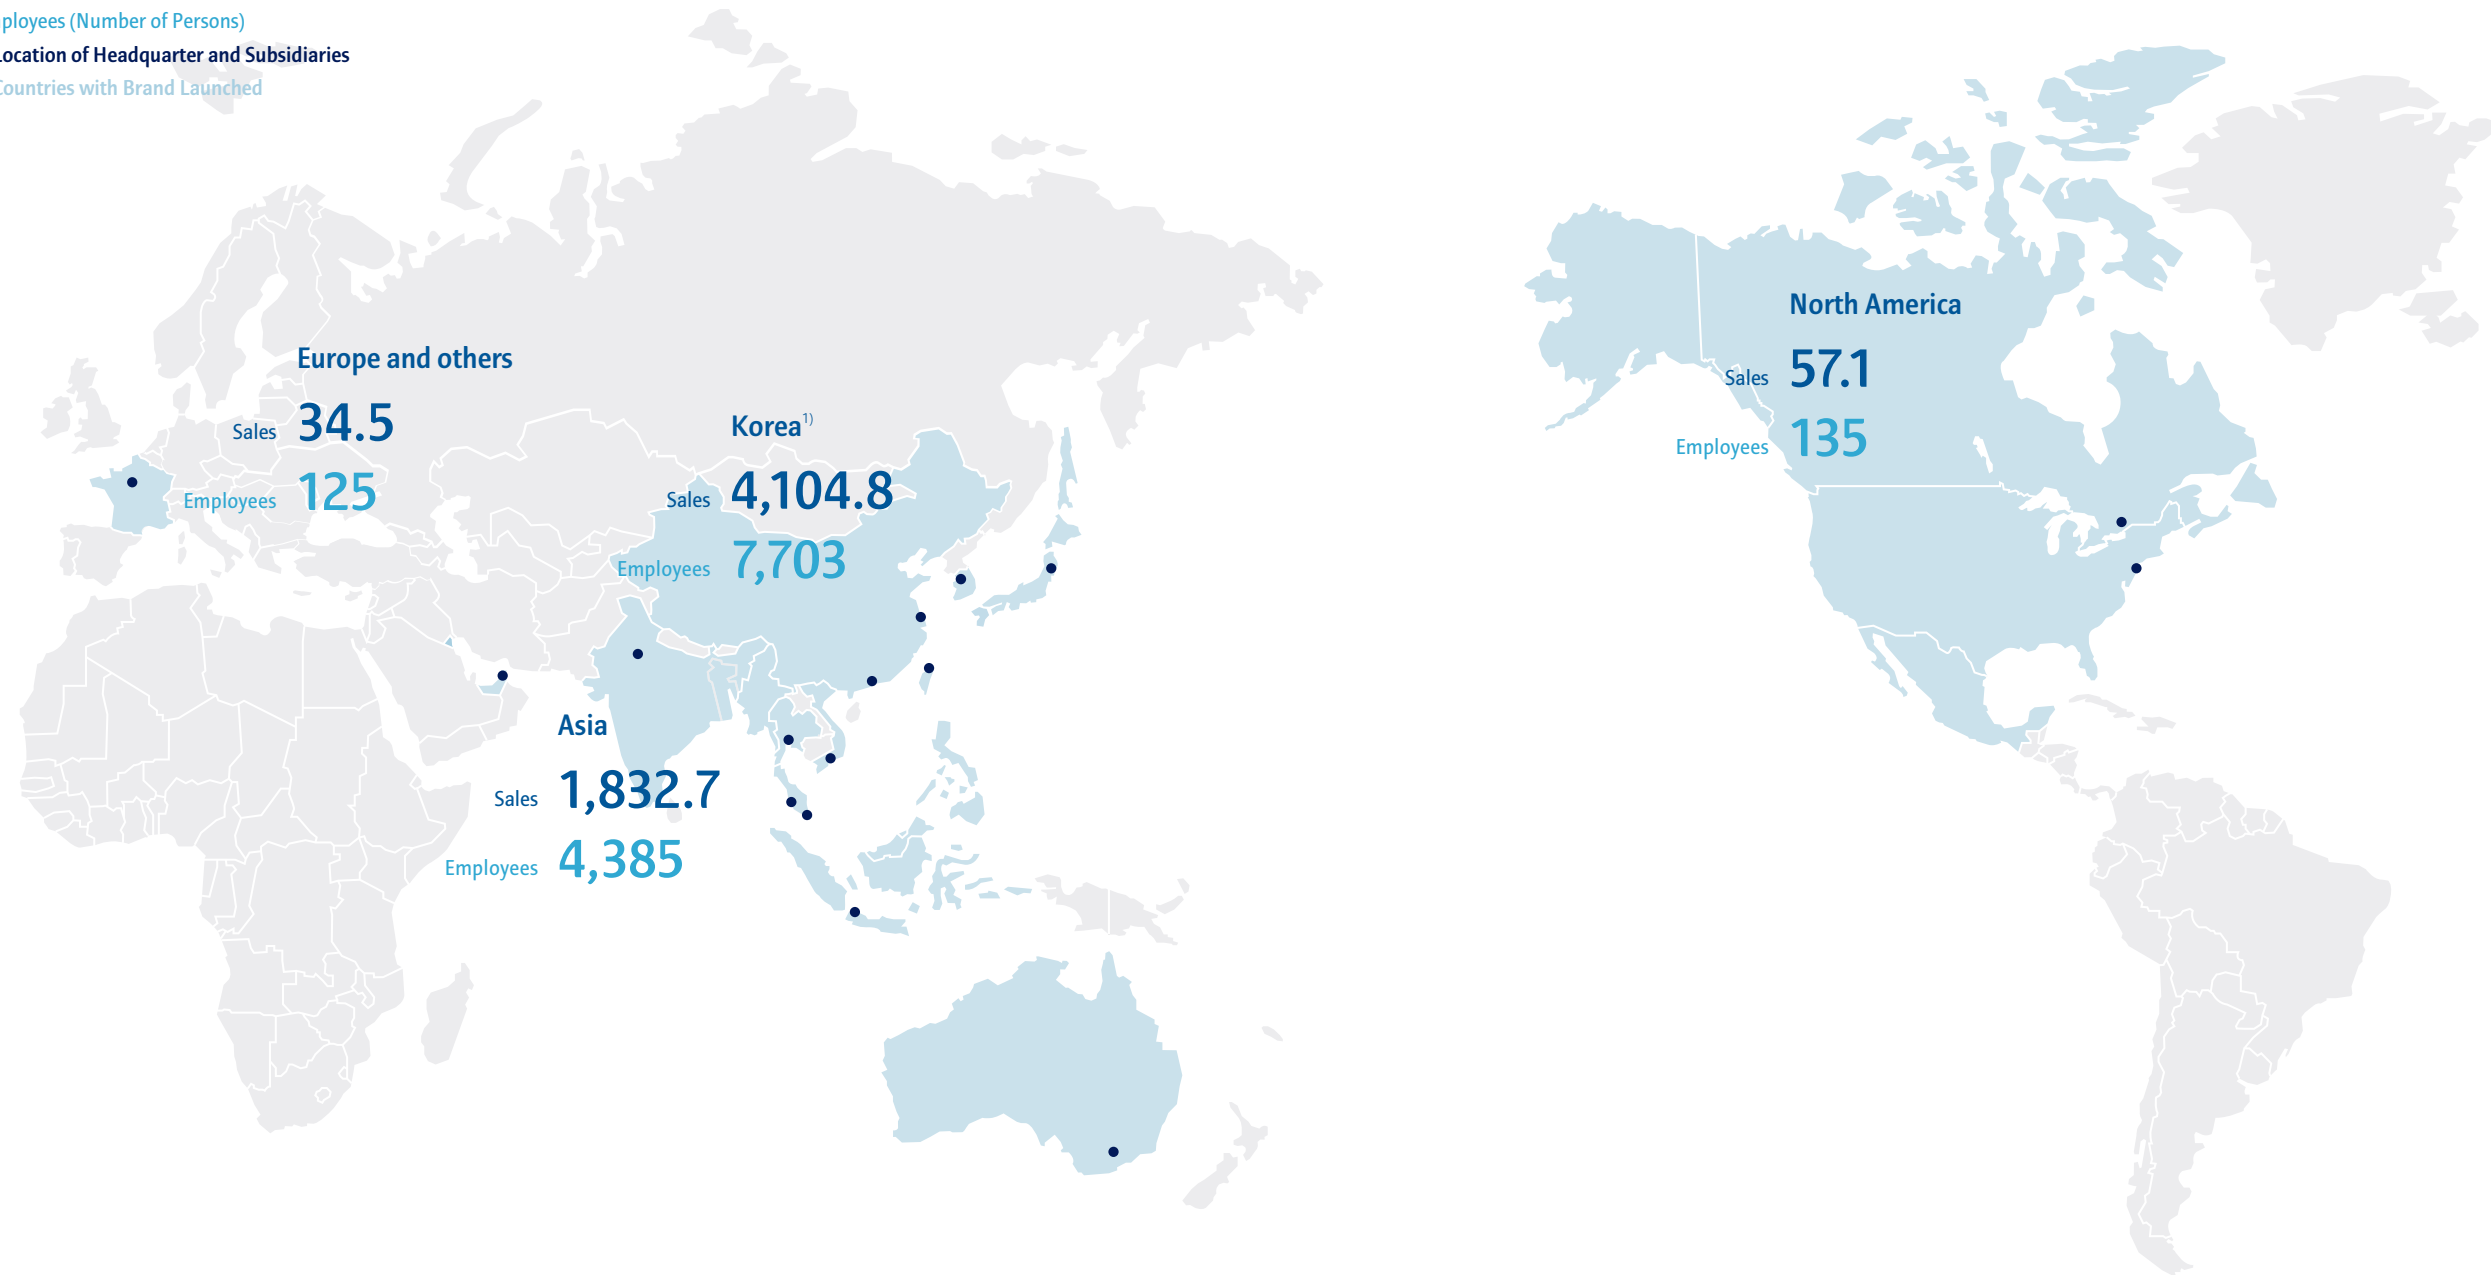 ployees (Number of Persons)
Location of Headquarter and Subsidiaries
Countries with Brand Launched
North America
Sales 57.1
Employees 135
Europe and others
Sales 34.5
Employees 125
Korea1)
Sales 4,104.8
Employees 7,703
Asia
Sales 1,832.7
Employees 4,385